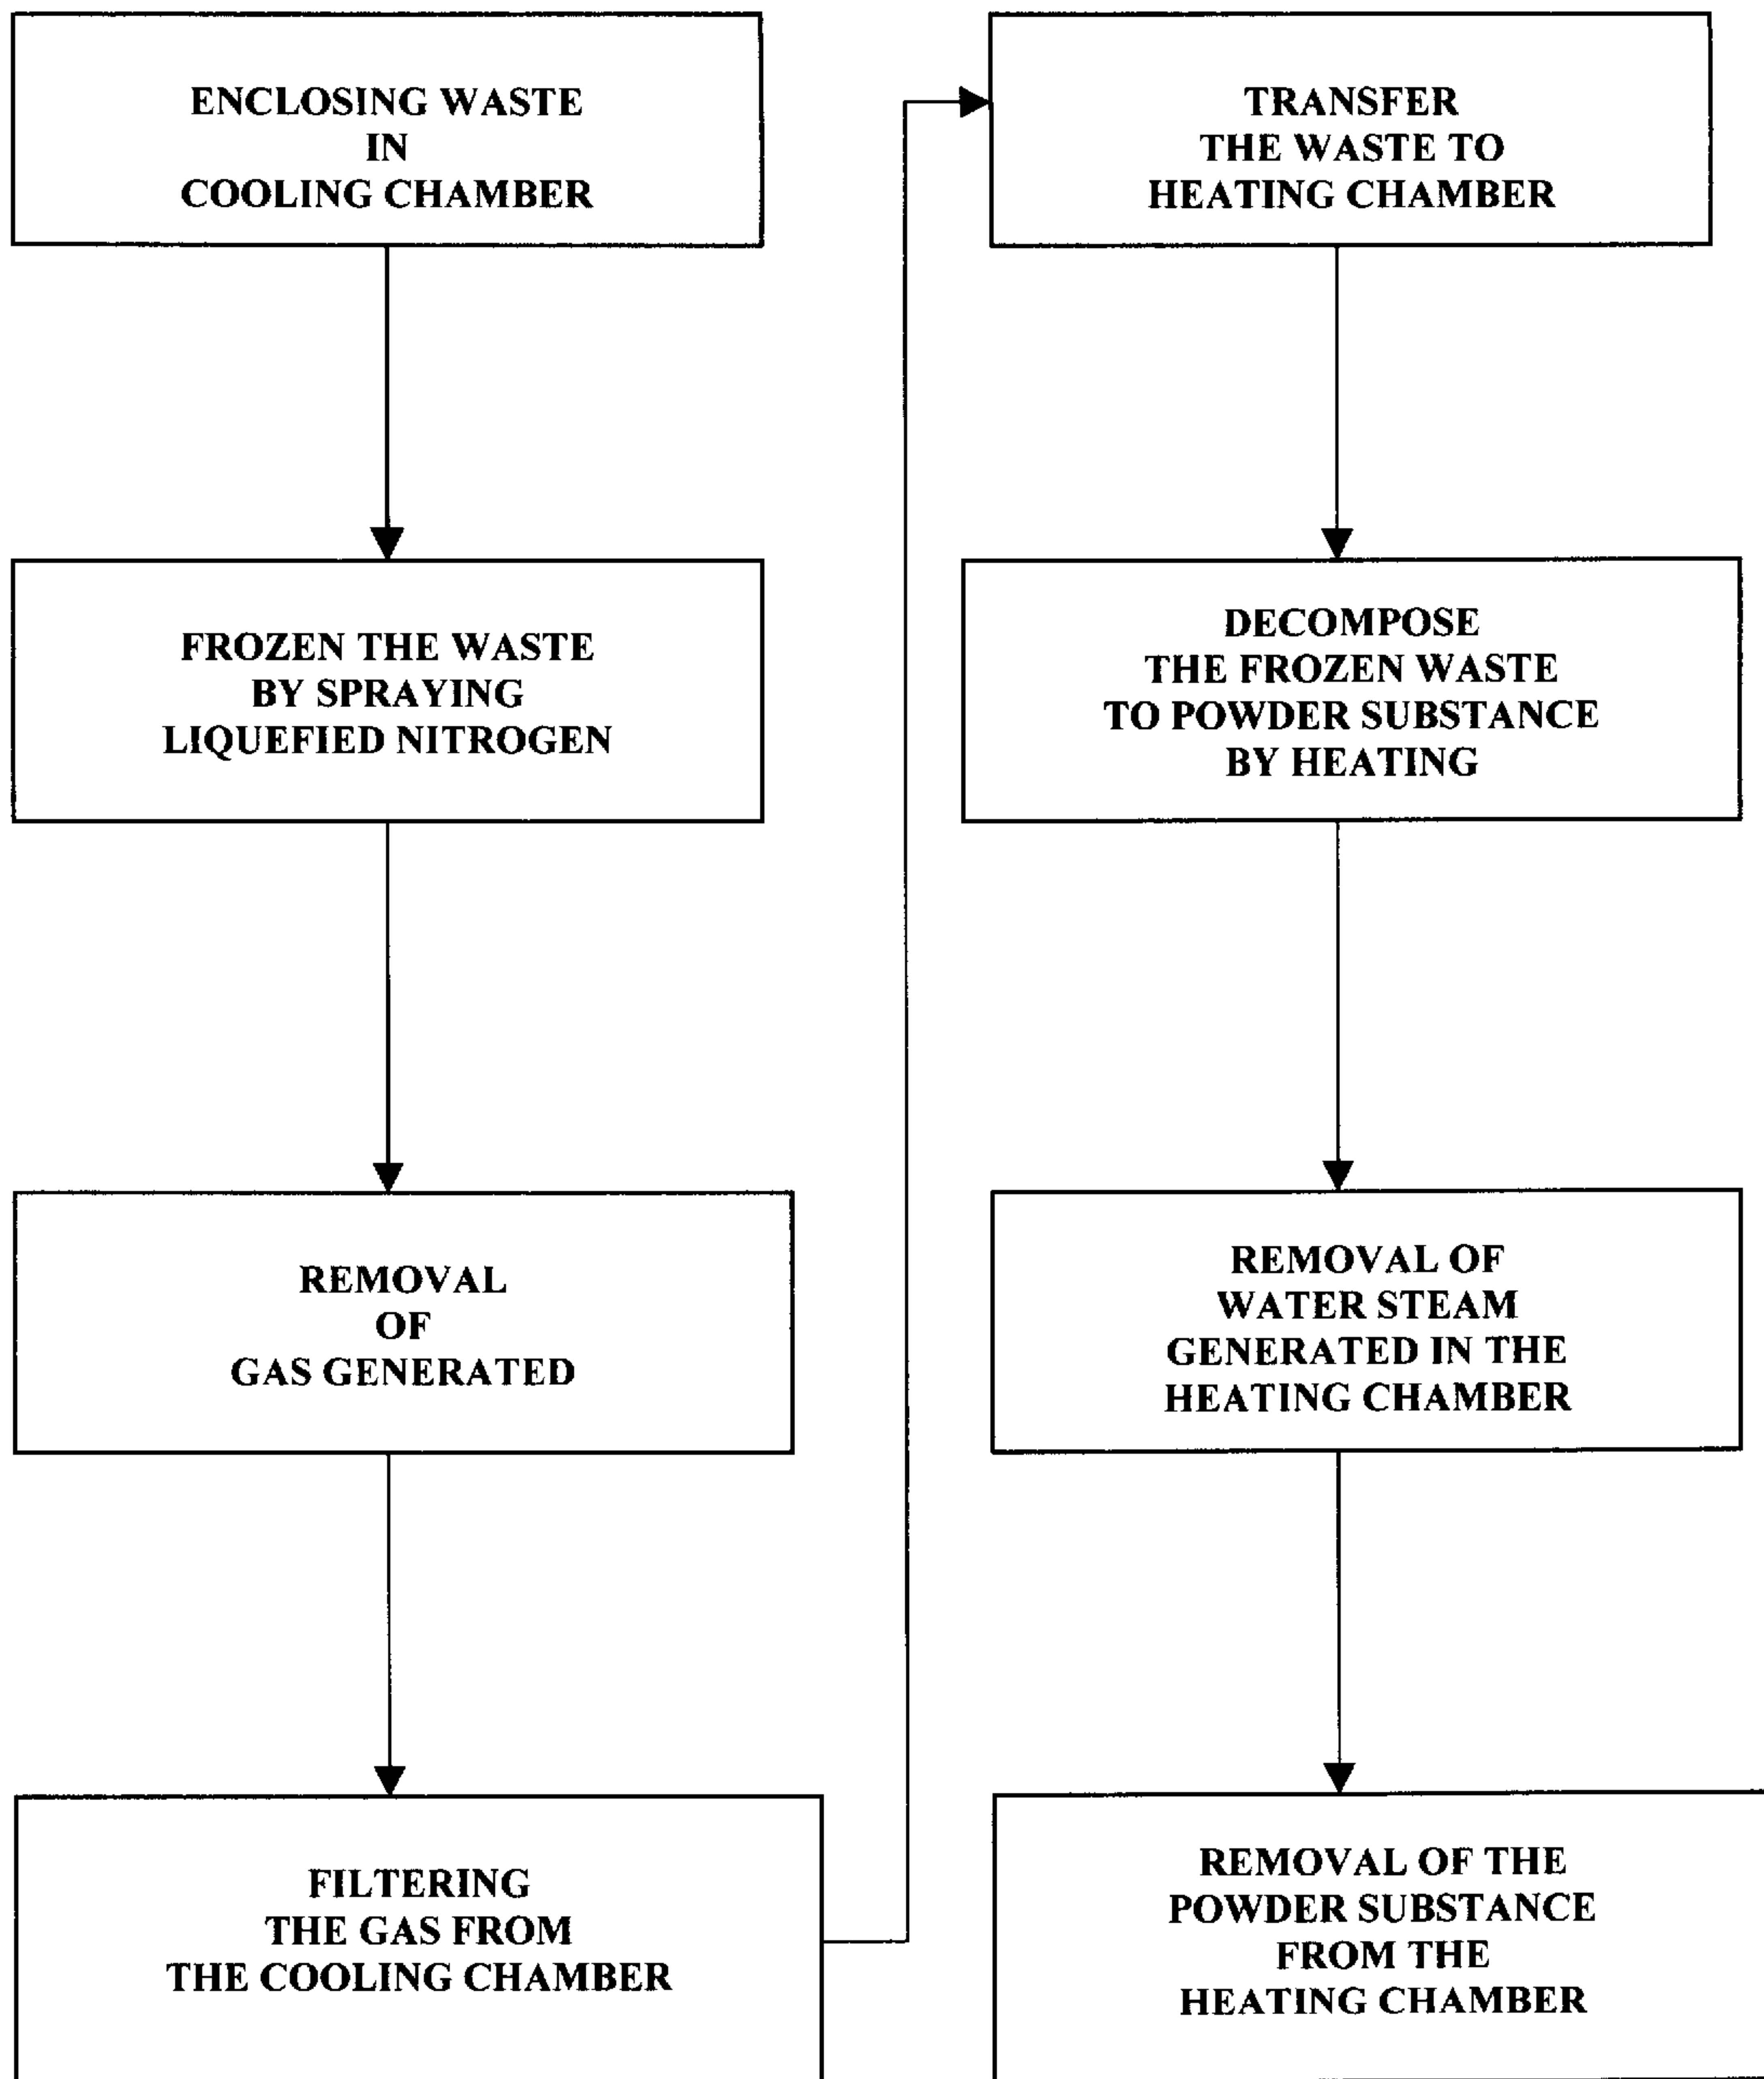 ENCLOSING WASTE
IN
COOLING CHAMBER
FROZEN THE WASTE
BY SPRAYING
LIQUEFIED NITROGEN
REMOVAL
OF
GAS GENERATED
FILTERING
THE GAS FROM
THE COOLING CHAMBER
TRANSFER
THE WASTE TO
HEATING CHAMBER
DECOMPOSE
THE FROZEN WASTE
TO POWDER SUBSTANCE
BY HEATING
REMOVAL OF
WATER STEAM
GENERATED IN THE
HEATING CHAMBER
REMOVAL OF THE
POWDER SUBSTANCE
FROM THE
HEATING CHAMBER